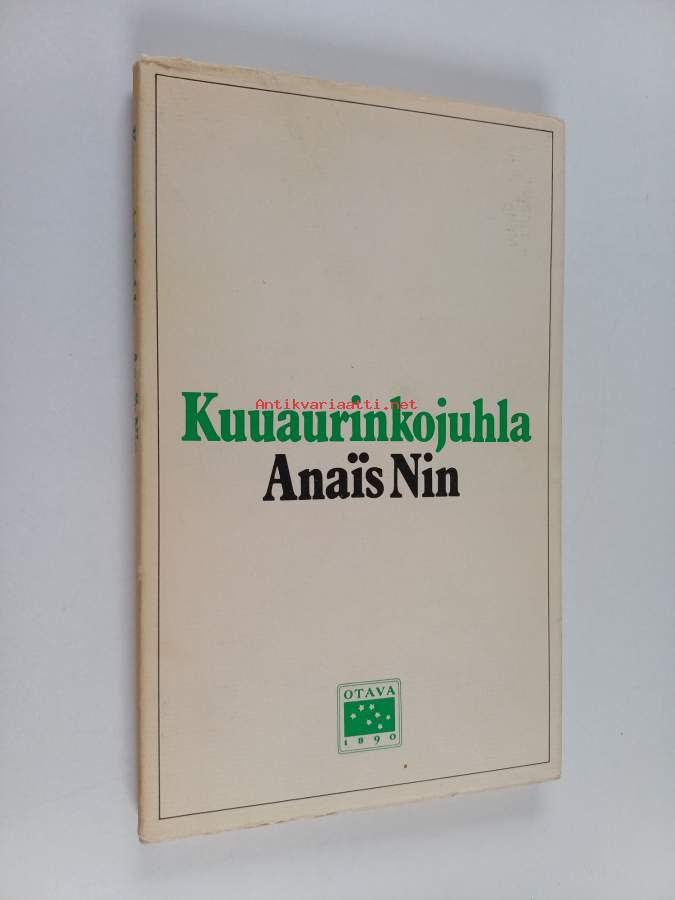 Antikvariaatti.net
Kuuaurinkojuhla
Anaïs Nin
OTAVA
1890